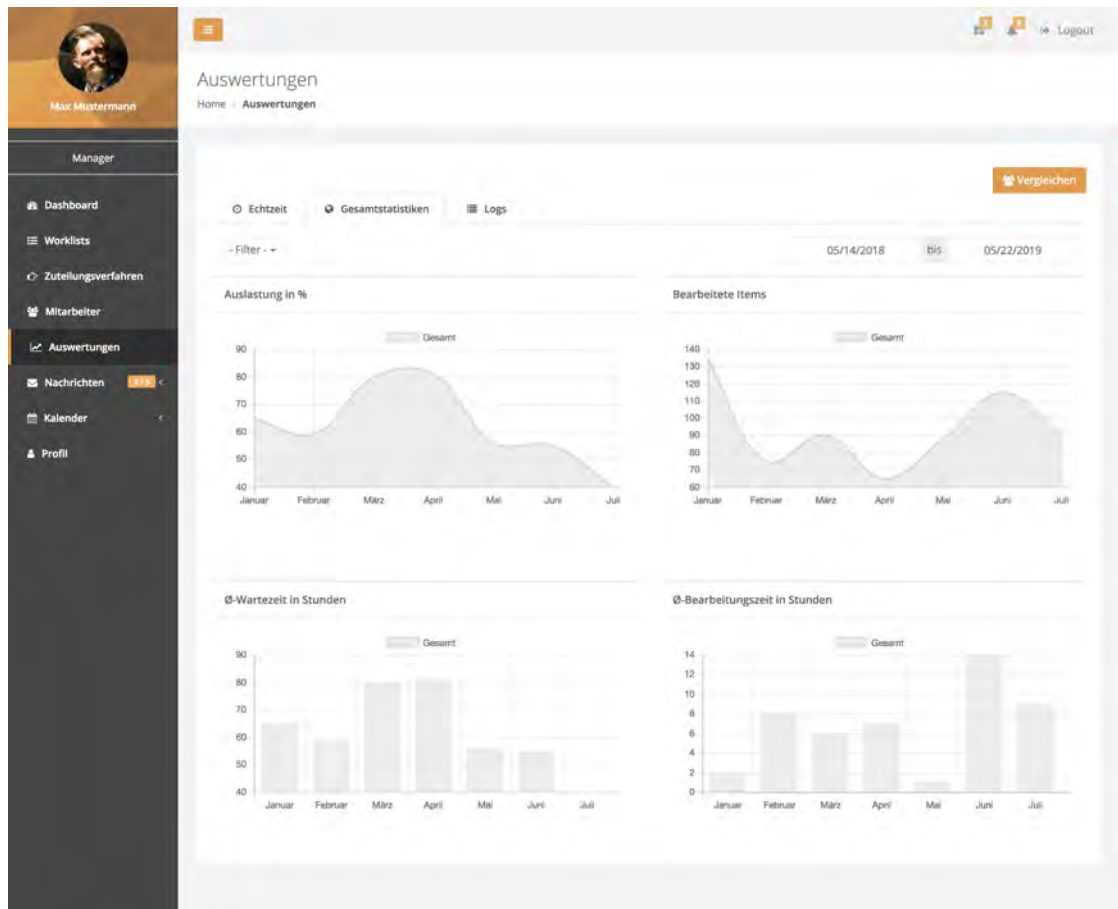 Max Mustermann
Manager
Dashboard
Worklists
Zuteilungsverfahren
Mitarbeiter
Auswertungen
Nachrichten
Kalender
Profil
Logout
Auswertungen
Home / Auswertungen
Vergleichen
Echtzeit Gesamtstatistiken Logs
- Filter - 05/14/2018 bis 05/22/2019
Auslastung in %
Gesamt
90
80
70
60
50
40
Januar Februar März April Mai Juni Juli
Bearbeitete Items
Gesamt
140
130
120
110
100
90
80
70
60
Januar Februar März April Mai Juni Juli
Ø-Wartezeit in Stunden
Gesamt
90
80
70
60
50
40
Januar Februar März April Mai Juni Juli
Ø-Bearbeitungszeit in Stunden
Gesamt
14
12
10
8
6
4
2
0
Januar Februar März April Mai Juni Juli